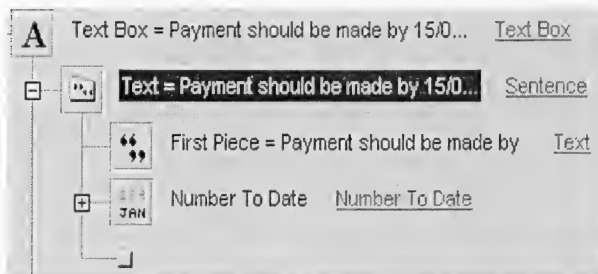 A Text Box = Payment should be made by 15/0... Text Box
Text = Payment should be made by 15/0... Sentence
First Piece = Payment should be made by Text
JAN Number To Date Number To Date